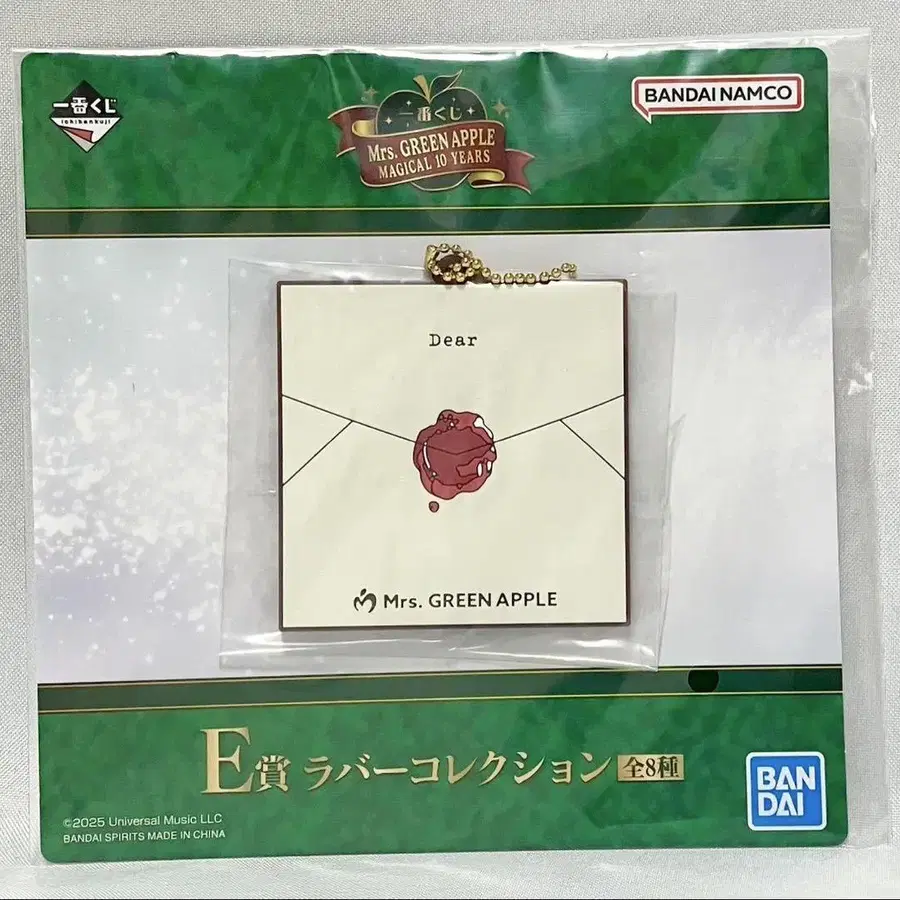 一番くじ
ichibankuji
一番くじ
Mrs. GREEN APPLE
MAGICAL 10 YEARS
BANDAI NAMCO
Dear
Mrs. GREEN APPLE
E賞 ラバーコレクション 全8種
©2025 Universal Music LLC
BANDAI SPIRITS MADE IN CHINA
BAN
DAI